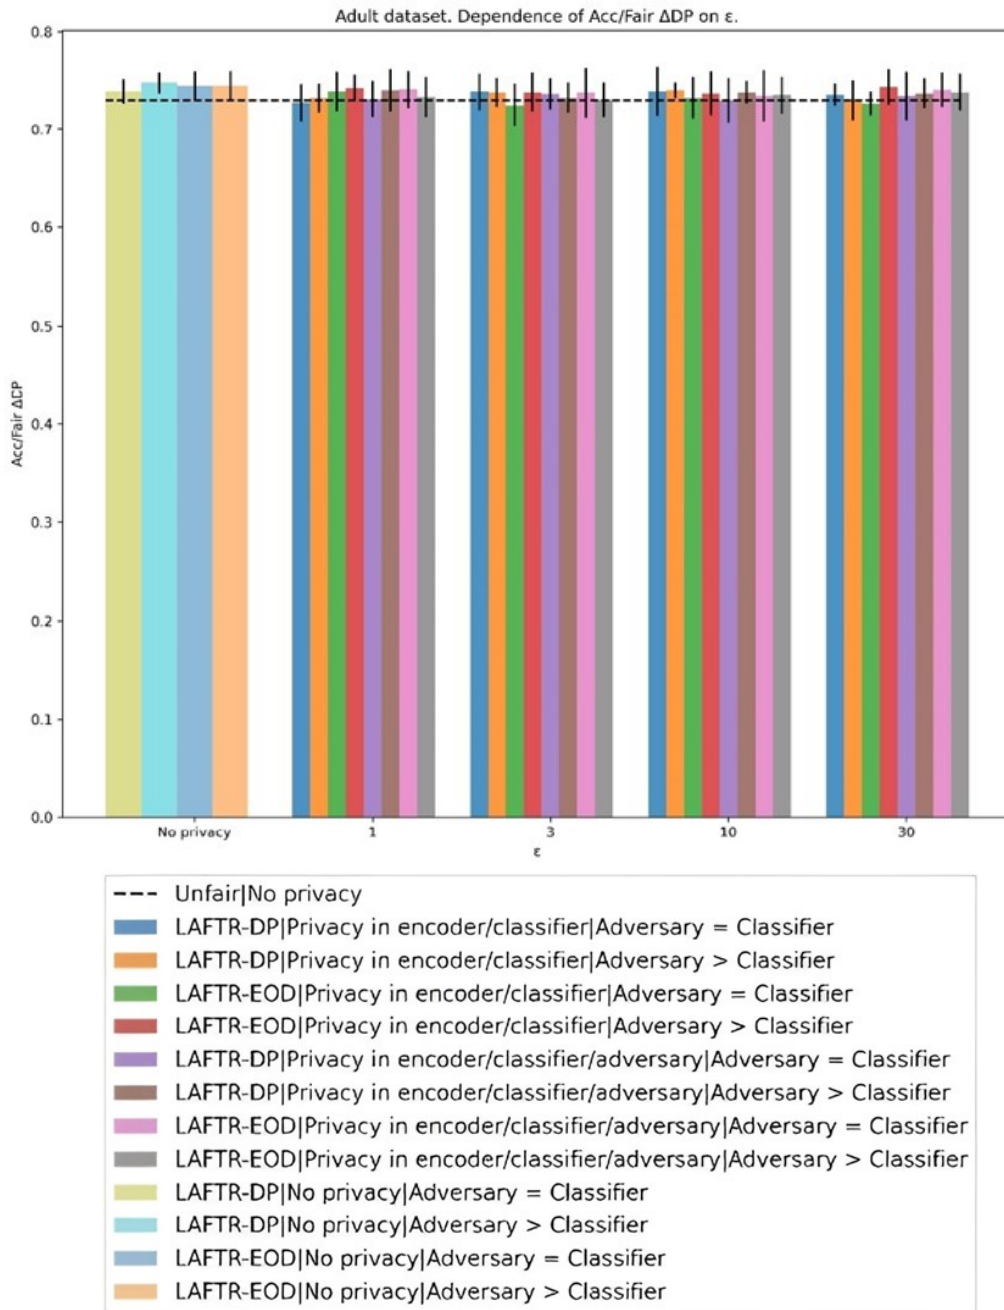 Adult dataset. Dependence of Acc/Fair ΔDP on ε.
0.8
0.7
0.6
0.5
0.4
0.3
0.2
0.1
0.0
Acc/Fair ΔDP
No privacy 1 3 10 30
ε
Unfair|No privacy
LAFTR-DP|Privacy in encoder/classifier|Adversary = Classifier
LAFTR-DP|Privacy in encoder/classifier|Adversary > Classifier
LAFTR-EOD|Privacy in encoder/classifier|Adversary = Classifier
LAFTR-EOD|Privacy in encoder/classifier|Adversary > Classifier
LAFTR-DP|Privacy in encoder/classifier/adversary|Adversary = Classifier
LAFTR-DP|Privacy in encoder/classifier/adversary|Adversary > Classifier
LAFTR-EOD|Privacy in encoder/classifier/adversary|Adversary = Classifier
LAFTR-EOD|Privacy in encoder/classifier/adversary|Adversary > Classifier
LAFTR-DP|No privacy|Adversary = Classifier
LAFTR-DP|No privacy|Adversary > Classifier
LAFTR-EOD|No privacy|Adversary = Classifier
LAFTR-EOD|No privacy|Adversary > Classifier